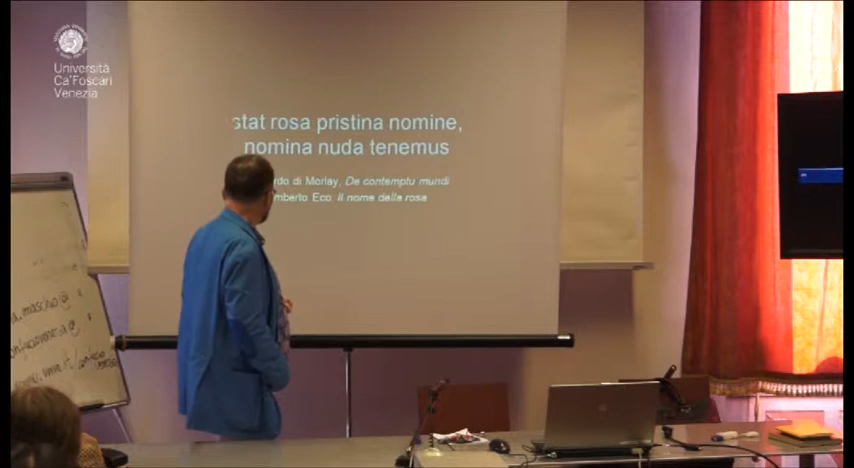 Università
Ca'Foscari
Venezia
stat rosa pristina nomine,
nomina nuda tenemus
do di Morlay, De contemptu mundi
mberto Eco, Il nome della rosa